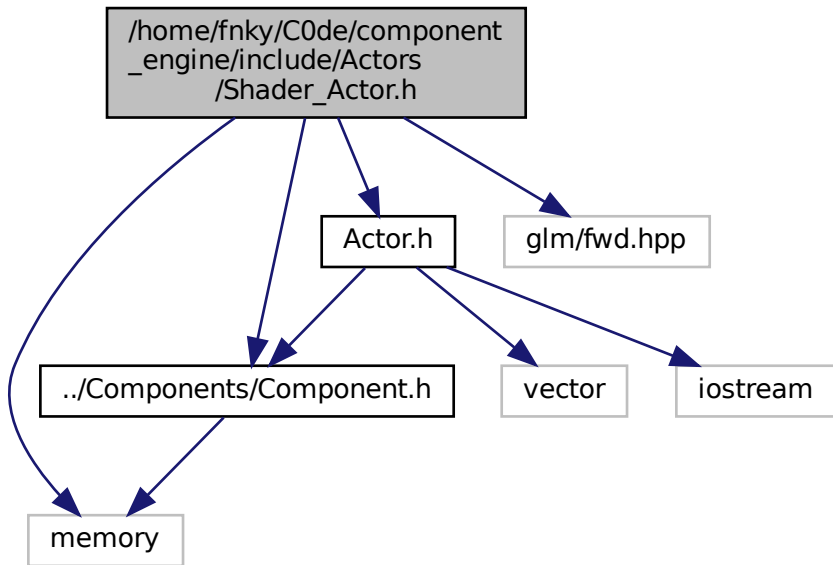 /home/fnky/C0de/component
_engine/include/Actors
/Shader_Actor.h
Actor.h
glm/fwd.hpp
../Components/Component.h
vector
iostream
memory